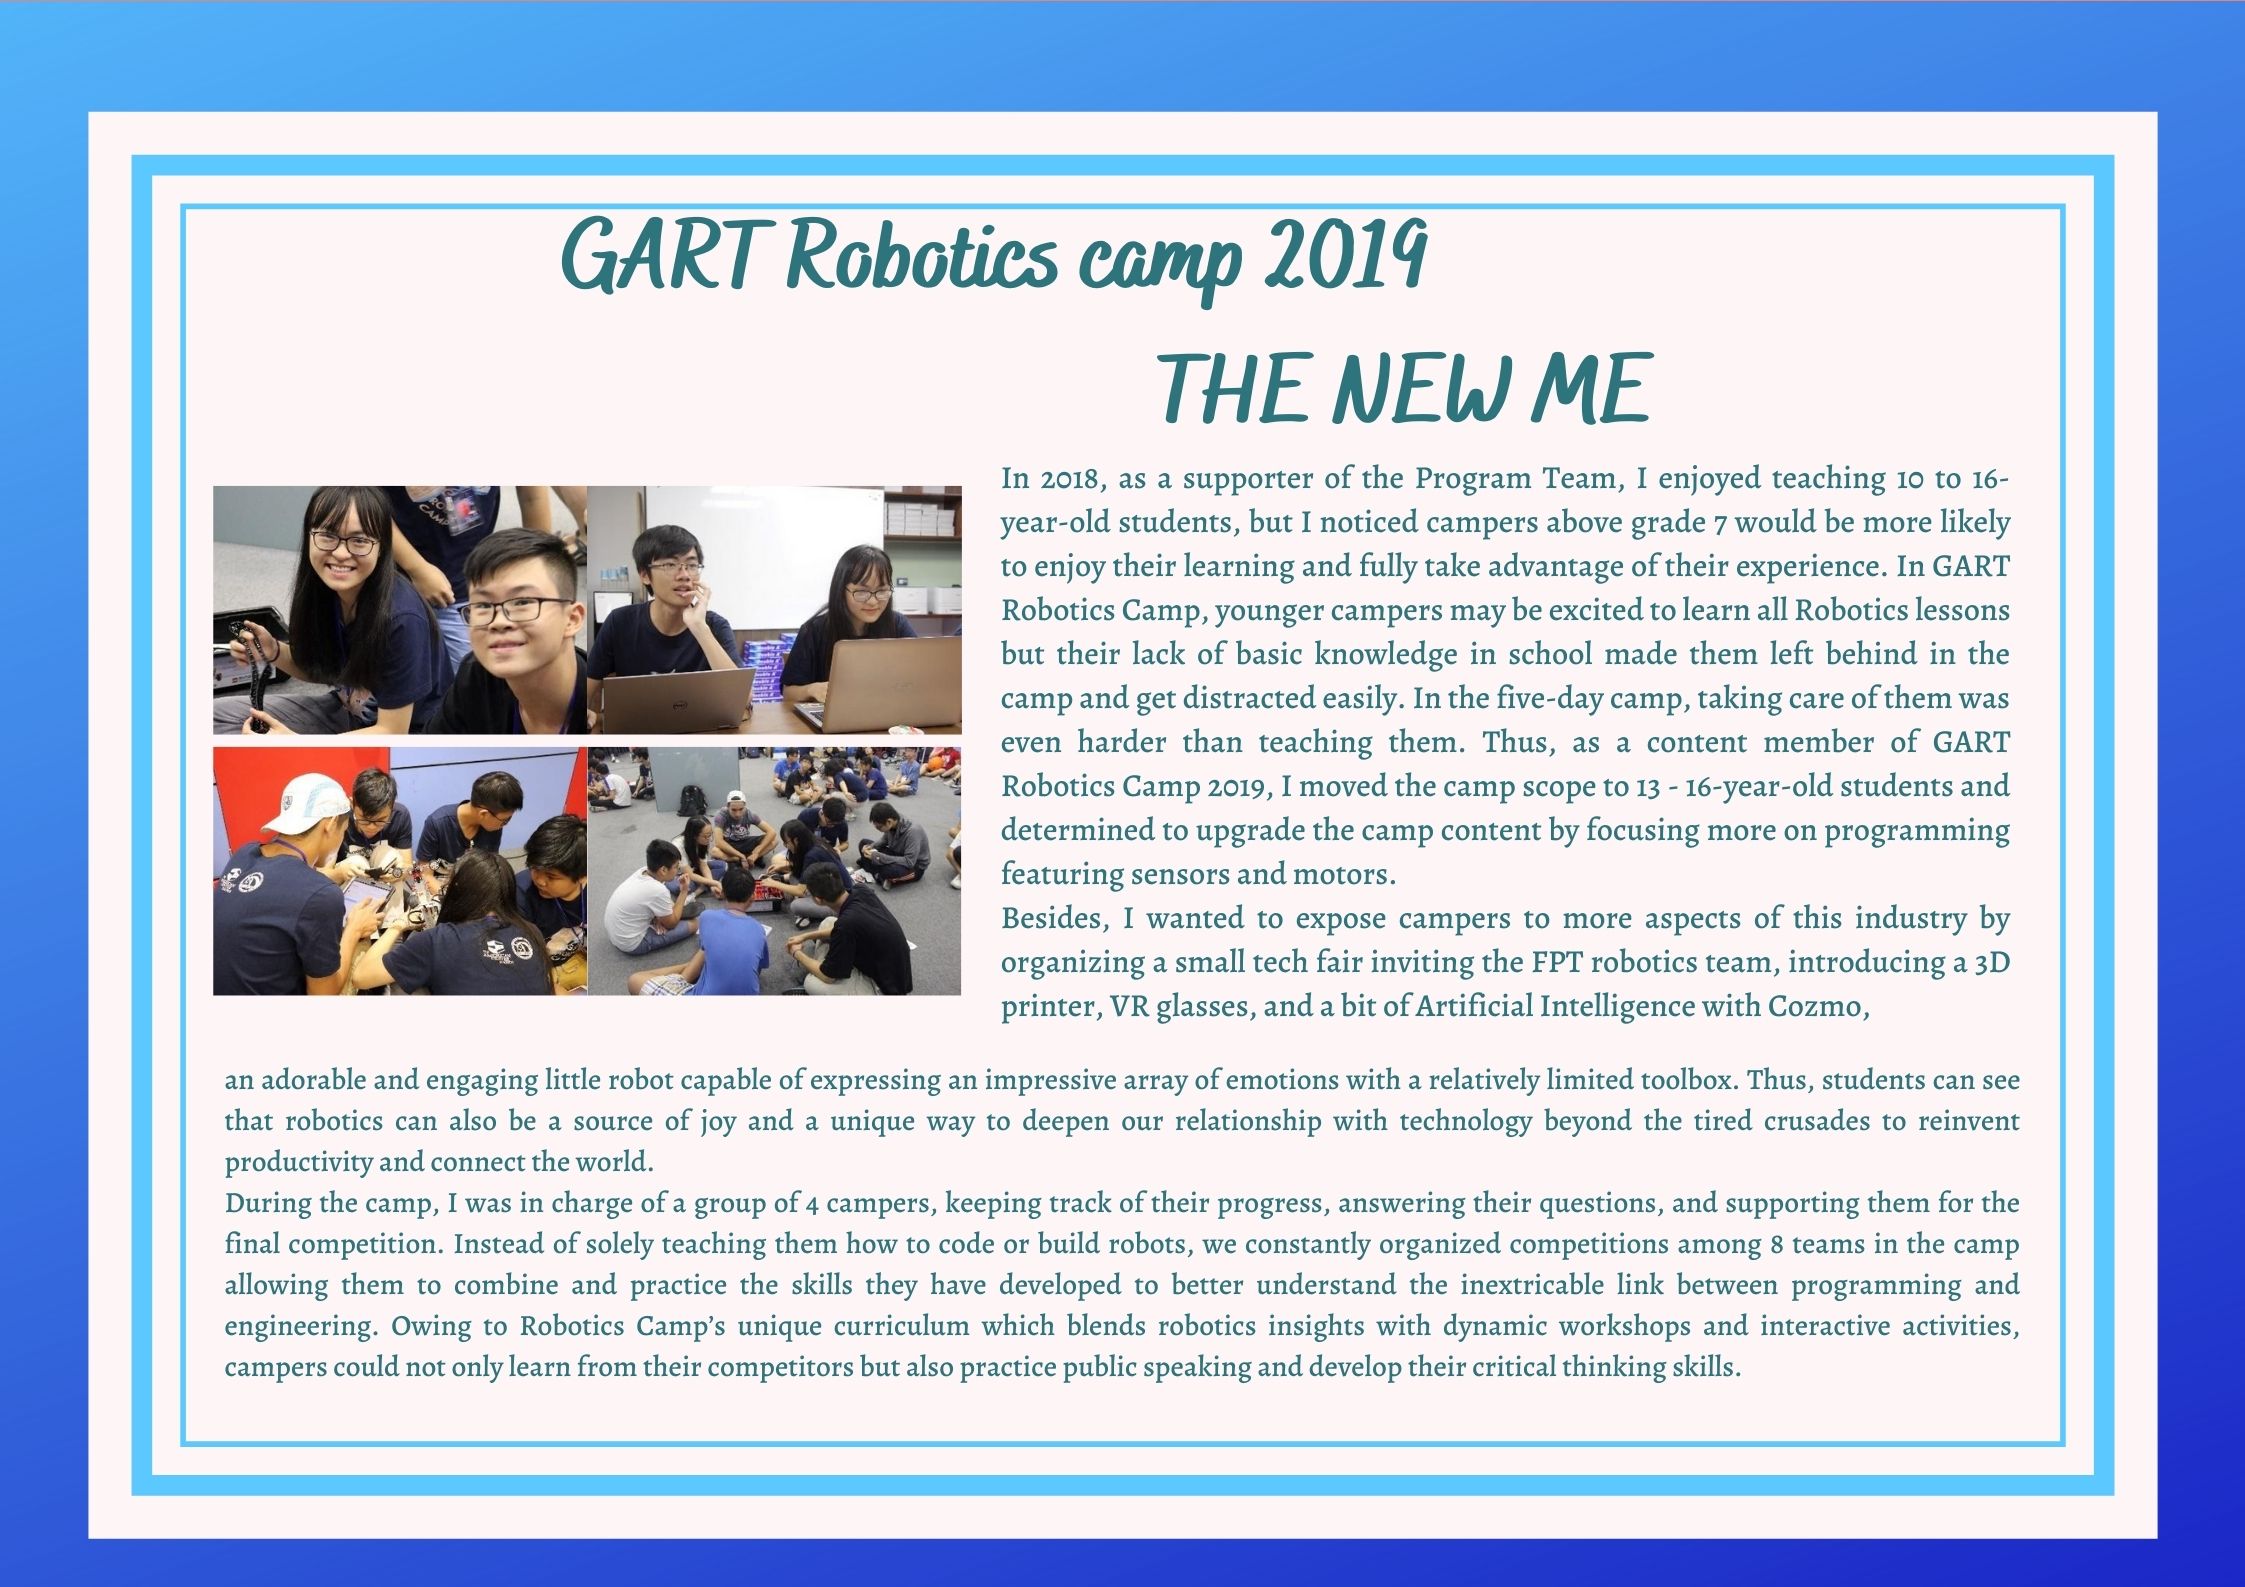 GART Robotics camp 2019
THE NEW ME
In 2018, as a supporter of the Program Team, I enjoyed teaching 10 to 16-
year-old students, but I noticed campers above grade 7 would be more likely
to enjoy their learning and fully take advantage of their experience. In GART
Robotics Camp, younger campers may be excited to learn all Robotics lessons
but their lack of basic knowledge in school made them left behind in the
camp and get distracted easily. In the five-day camp, taking care of them was
even harder than teaching them. Thus, as a content member of GART
Robotics Camp 2019, I moved the camp scope to 13 - 16-year-old students and
determined to upgrade the camp content by focusing more on programming
featuring sensors and motors.
Besides, I wanted to expose campers to more aspects of this industry by
organizing a small tech fair inviting the FPT robotics team, introducing a 3D
printer, VR glasses, and a bit of Artificial Intelligence with Cozmo,
an adorable and engaging little robot capable of expressing an impressive array of emotions with a relatively limited toolbox. Thus, students can see
that robotics can also be a source of joy and a unique way to deepen our relationship with technology beyond the tired crusades to reinvent
productivity and connect the world.
During the camp, I was in charge of a group of 4 campers, keeping track of their progress, answering their questions, and supporting them for the
final competition. Instead of solely teaching them how to code or build robots, we constantly organized competitions among 8 teams in the camp
allowing them to combine and practice the skills they have developed to better understand the inextricable link between programming and
engineering. Owing to Robotics Camp’s unique curriculum which blends robotics insights with dynamic workshops and interactive activities,
campers could not only learn from their competitors but also practice public speaking and develop their critical thinking skills.